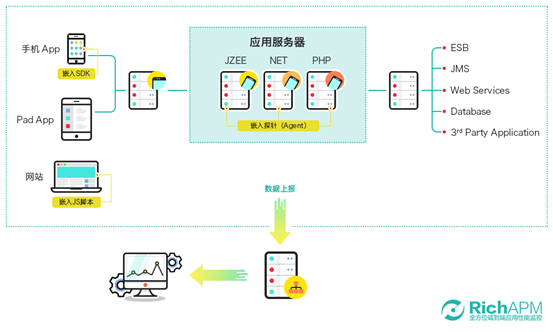 手机 App
嵌入SDK
Pad App
网站
嵌入JS脚本
应用服务器
JZEE
NET
PHP
嵌入探针（Agent）
ESB
JMS
Web Services
Database
3rd Party Application
数据上报
RichAPM
全方位端到端应用性能监控